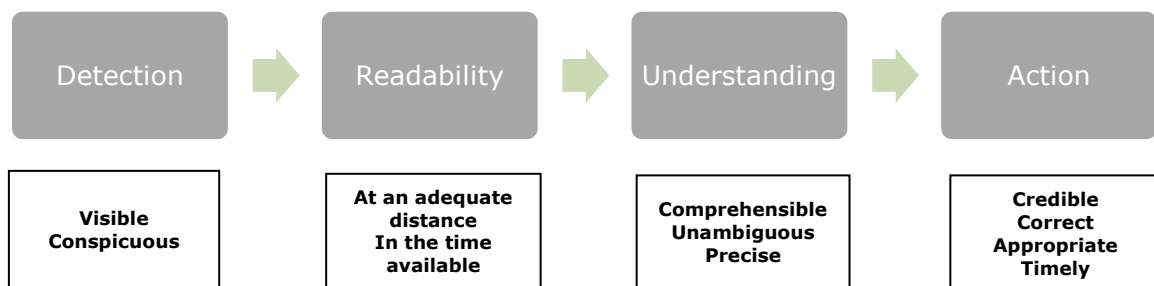 Detection
Readability
Understanding
Action
Visible
Conspicuous
At an adequate
distance
In the time
available
Comprehensible
Unambiguous
Precise
Credible
Correct
Appropriate
Timely